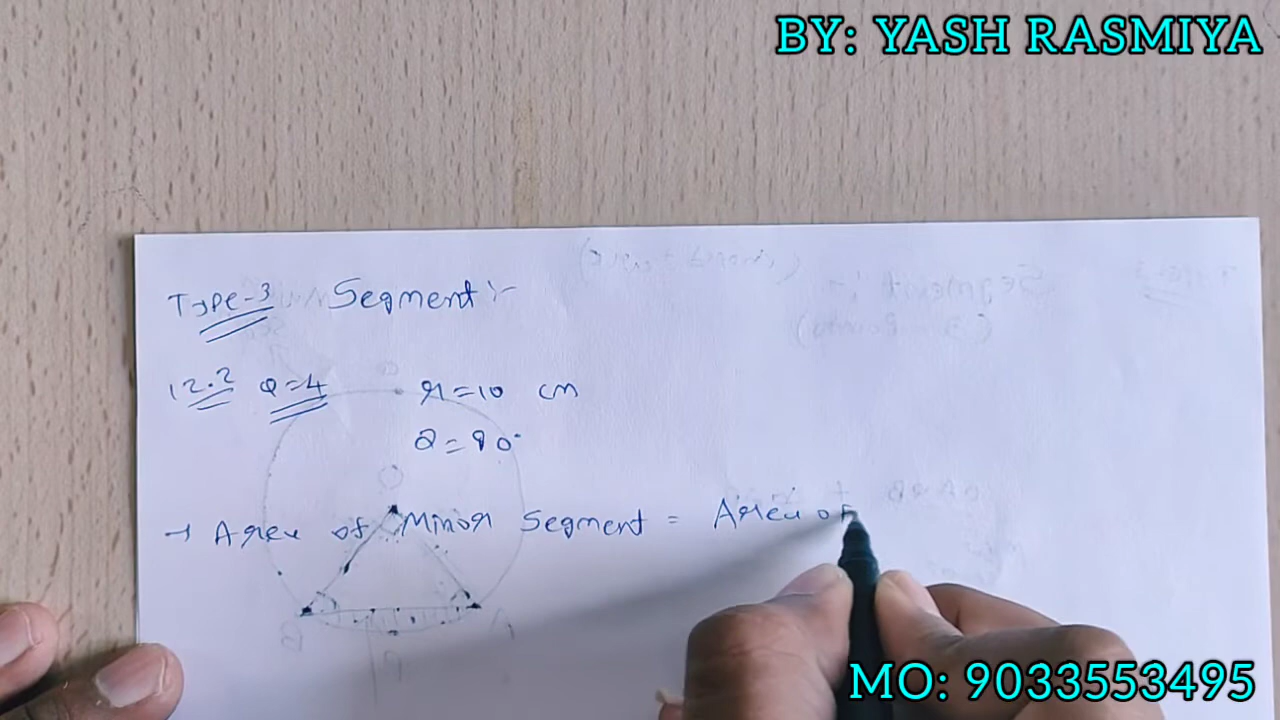 BY: YASH RASMIYA
Type-3 Segment :-
12.2 Q=4 r=10 cm
θ=90°
→ Area of Minor Segment = Area of
MO: 9033553495